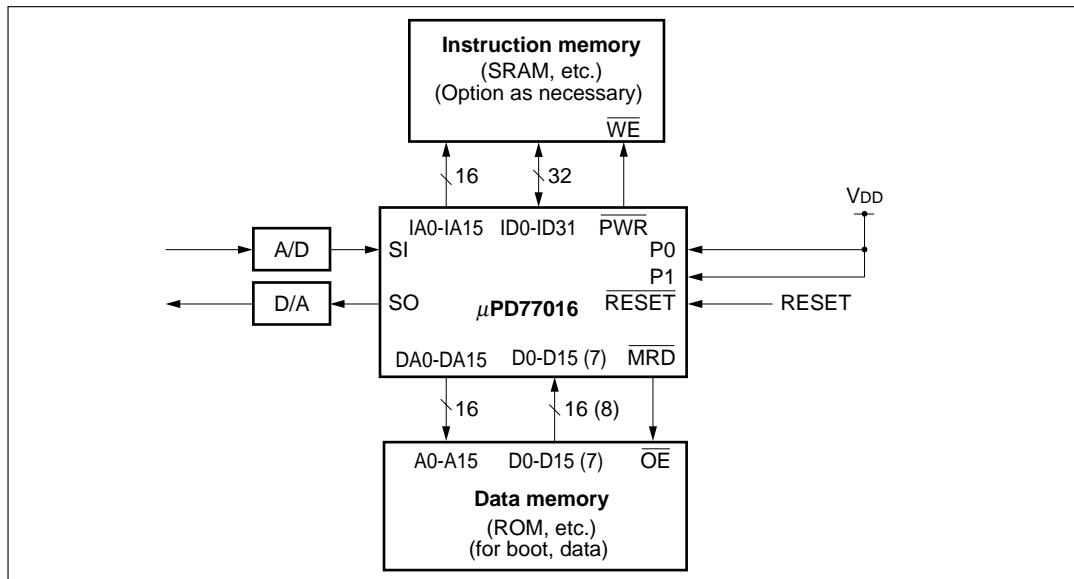 Instruction memory
(SRAM, etc.)
(Option as necessary)
WE
16
32
VDD
IA0-IA15 ID0-ID31 PWR
A/D
SI
P0
P1
D/A
SO
μPD77016
RESET
RESET
DA0-DA15 D0-D15 (7) MRD
16
16 (8)
A0-A15 D0-D15 (7) OE
Data memory
(ROM, etc.)
(for boot, data)